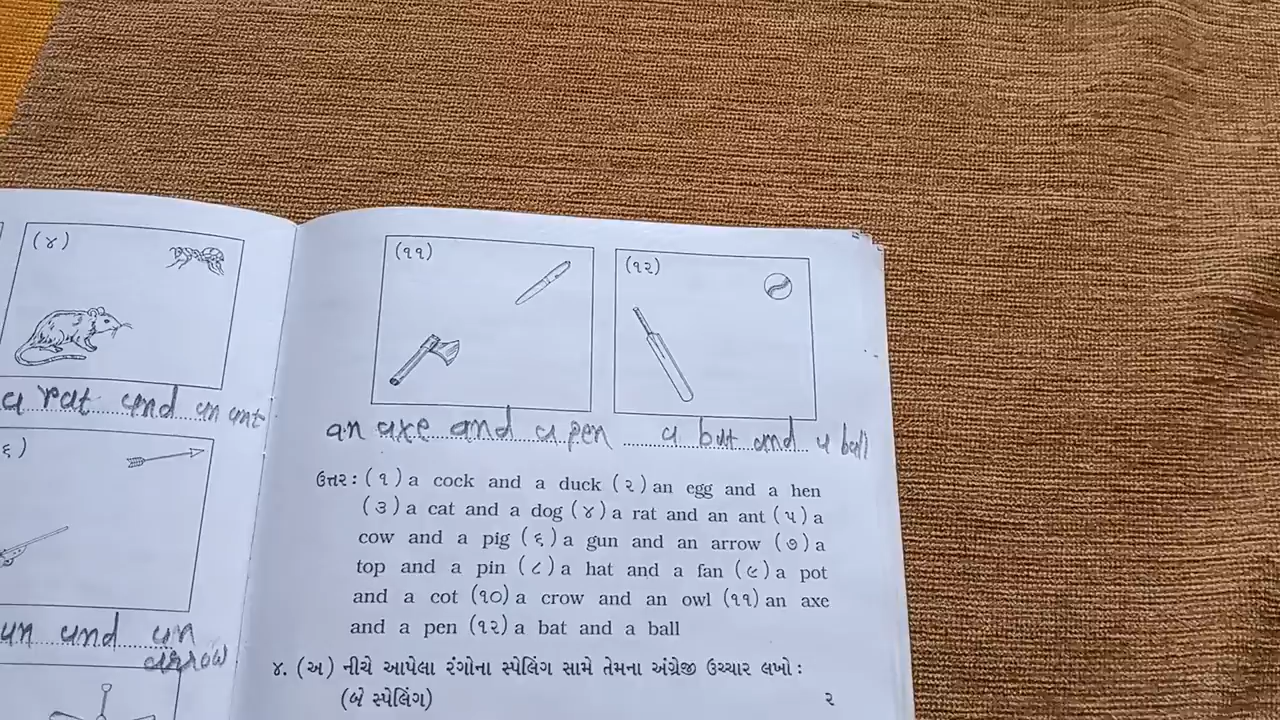 (૪)
a rat and an ant
૬)
un and an
arrow
(૧૧)
(૧૨)
an axe and a pen
a bat and a ball
ઉત્તર : (૧) a cock and a duck (૨) an egg and a hen
(૩) a cat and a dog (૪) a rat and an ant (૫) a
cow and a pig (૬) a gun and an arrow (૭) a
top and a pin (૮) a hat and a fan (૯) a pot
and a cot (૧૦) a crow and an owl (૧૧) an axe
and a pen (૧૨) a bat and a ball
૪. (અ) નીચે આપેલા રંગોના સ્પેલિંગ સામે તેમના અંગ્રેજી ઉચ્ચાર લખો :
(બે સ્પેલિંગ) ૨